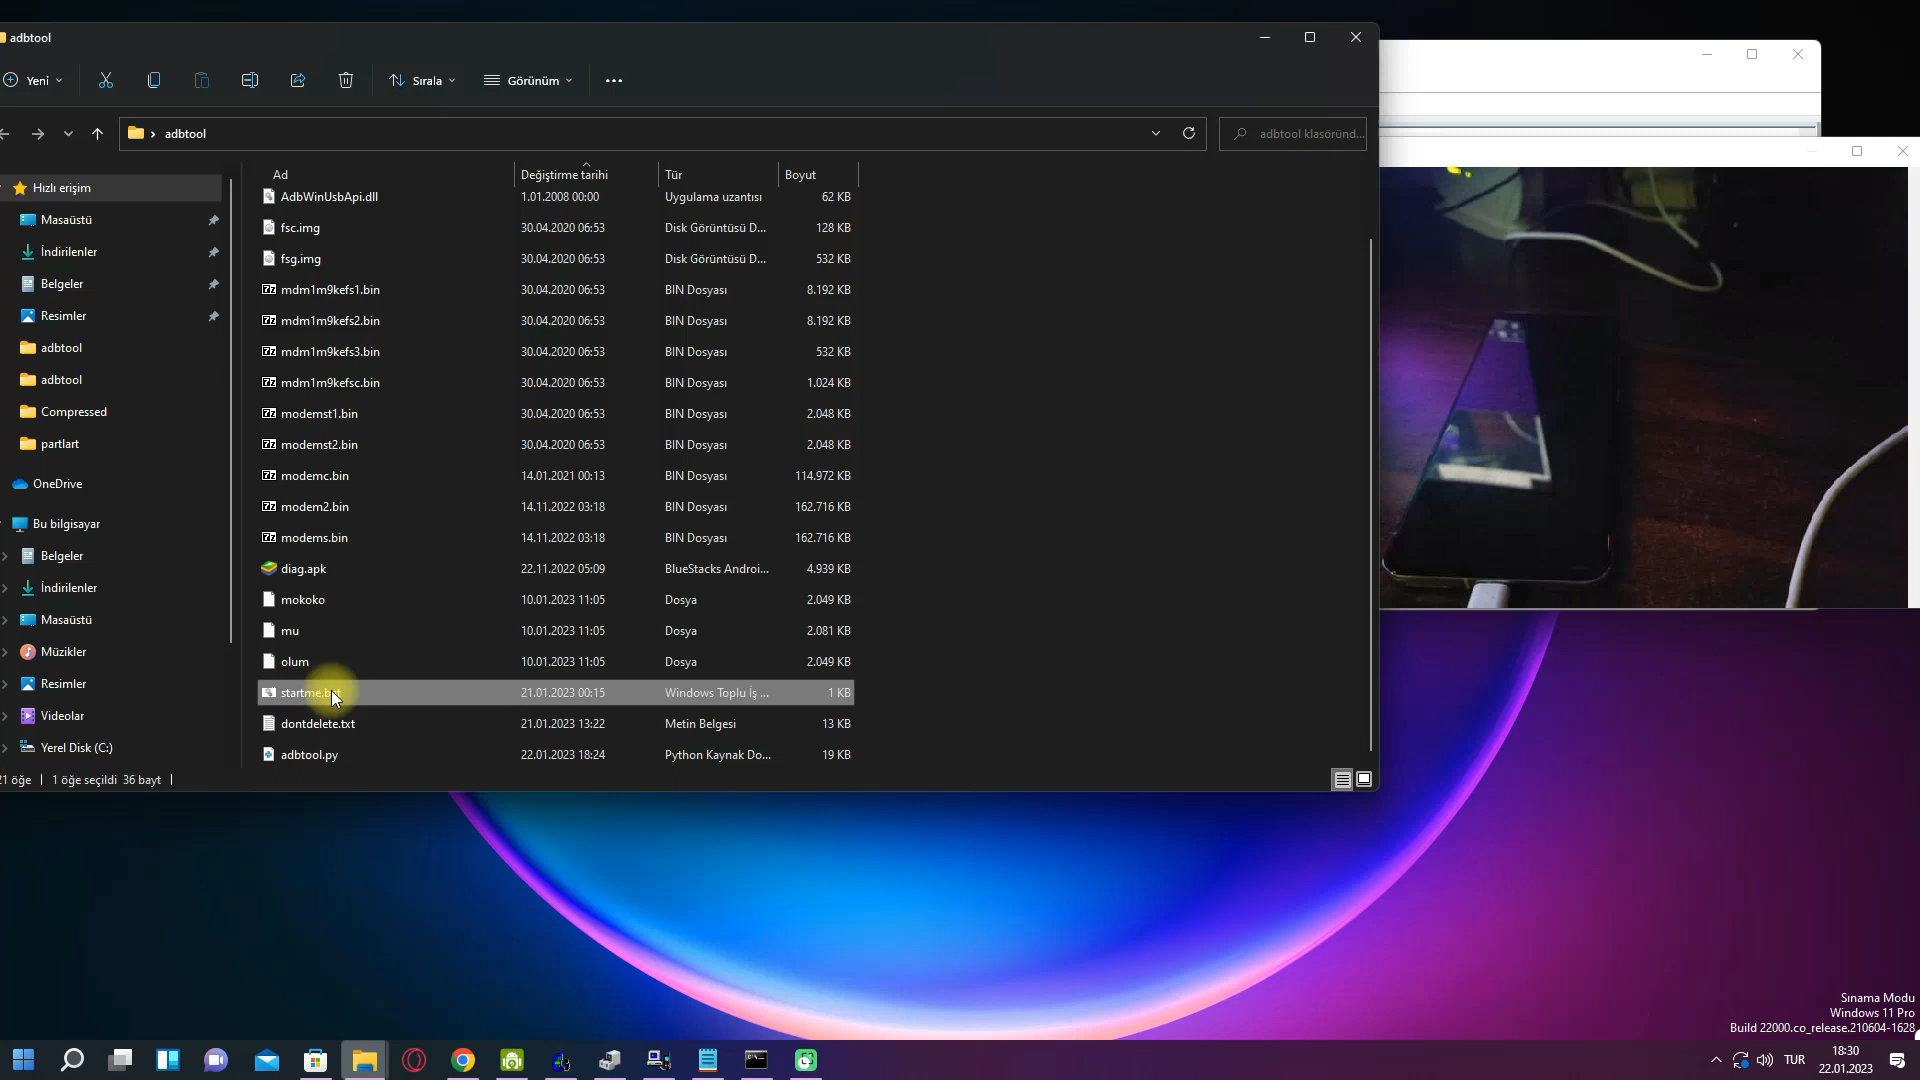 adbtool
Yeni
Sırala
Görünüm
adbtool
adbtool klasöründ...
Ad
Değiştirme tarihi
Tür
Boyut
Hızlı erişim
Masaüstü
İndirilenler
Belgeler
Resimler
adbtool
adbtool
Compressed
partlart
OneDrive
Bu bilgisayar
Belgeler
İndirilenler
Masaüstü
Müzikler
Resimler
Videolar
Yerel Disk (C:)
AdbWinUsbApi.dll 1.01.2008 00:00 Uygulama uzantısı 62 KB
fsc.img 30.04.2020 06:53 Disk Görüntüsü D... 128 KB
fsg.img 30.04.2020 06:53 Disk Görüntüsü D... 532 KB
mdm1m9kefs1.bin 30.04.2020 06:53 BIN Dosyası 8.192 KB
mdm1m9kefs2.bin 30.04.2020 06:53 BIN Dosyası 8.192 KB
mdm1m9kefs3.bin 30.04.2020 06:53 BIN Dosyası 532 KB
mdm1m9kefsc.bin 30.04.2020 06:53 BIN Dosyası 1.024 KB
modemst1.bin 30.04.2020 06:53 BIN Dosyası 2.048 KB
modemst2.bin 30.04.2020 06:53 BIN Dosyası 2.048 KB
modemc.bin 14.01.2021 00:13 BIN Dosyası 114.972 KB
modem2.bin 14.11.2022 03:18 BIN Dosyası 162.716 KB
modems.bin 14.11.2022 03:18 BIN Dosyası 162.716 KB
diag.apk 22.11.2022 05:09 BlueStacks Androi... 4.939 KB
mokoko 10.01.2023 11:05 Dosya 2.049 KB
mu 10.01.2023 11:05 Dosya 2.081 KB
olum 10.01.2023 11:05 Dosya 2.049 KB
startme.bat 21.01.2023 00:15 Windows Toplu İş ... 1 KB
dontdelete.txt 21.01.2023 13:22 Metin Belgesi 13 KB
adbtool.py 22.01.2023 18:24 Python Kaynak Do... 19 KB
21 öğe 1 öğe seçildi 36 bayt
Sınama Modu
Windows 11 Pro
Build 22000.co_release.210604-1628
TUR
18:30
22.01.2023